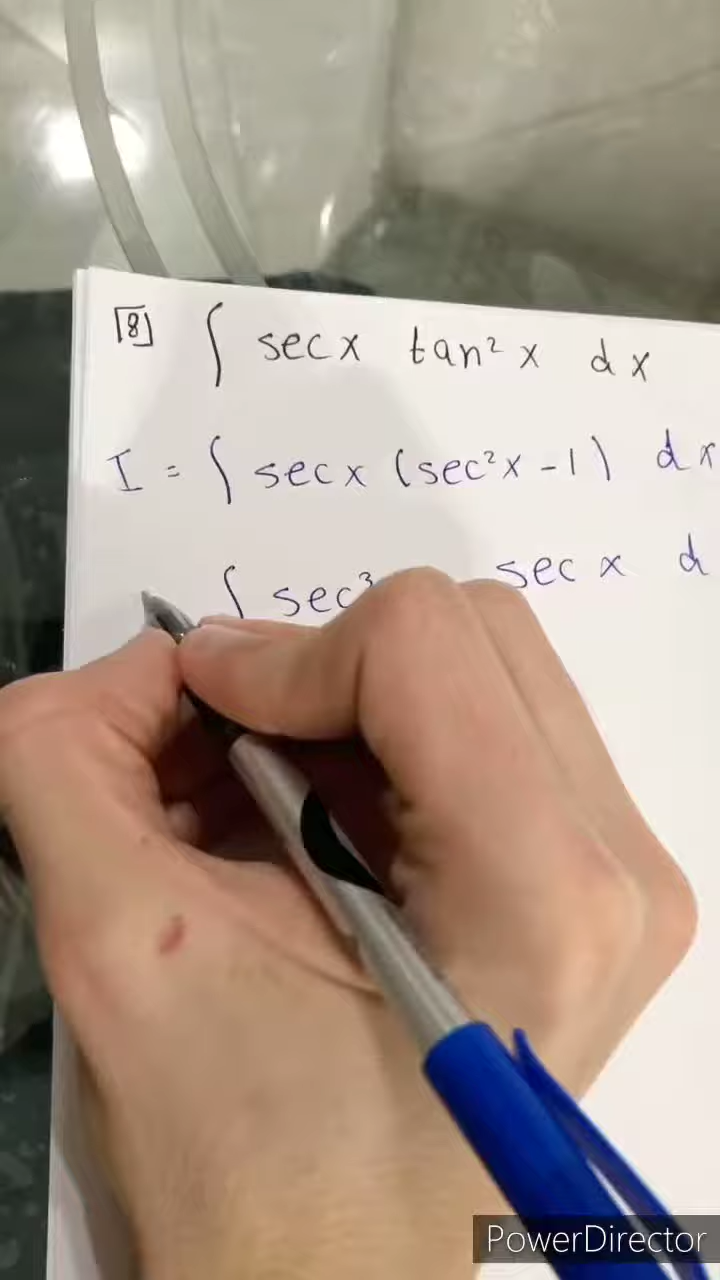 [8] ∫ sec x tan² x dx
I = ∫ sec x (sec² x - 1) dx
∫ sec³ sec x d
PowerDirector